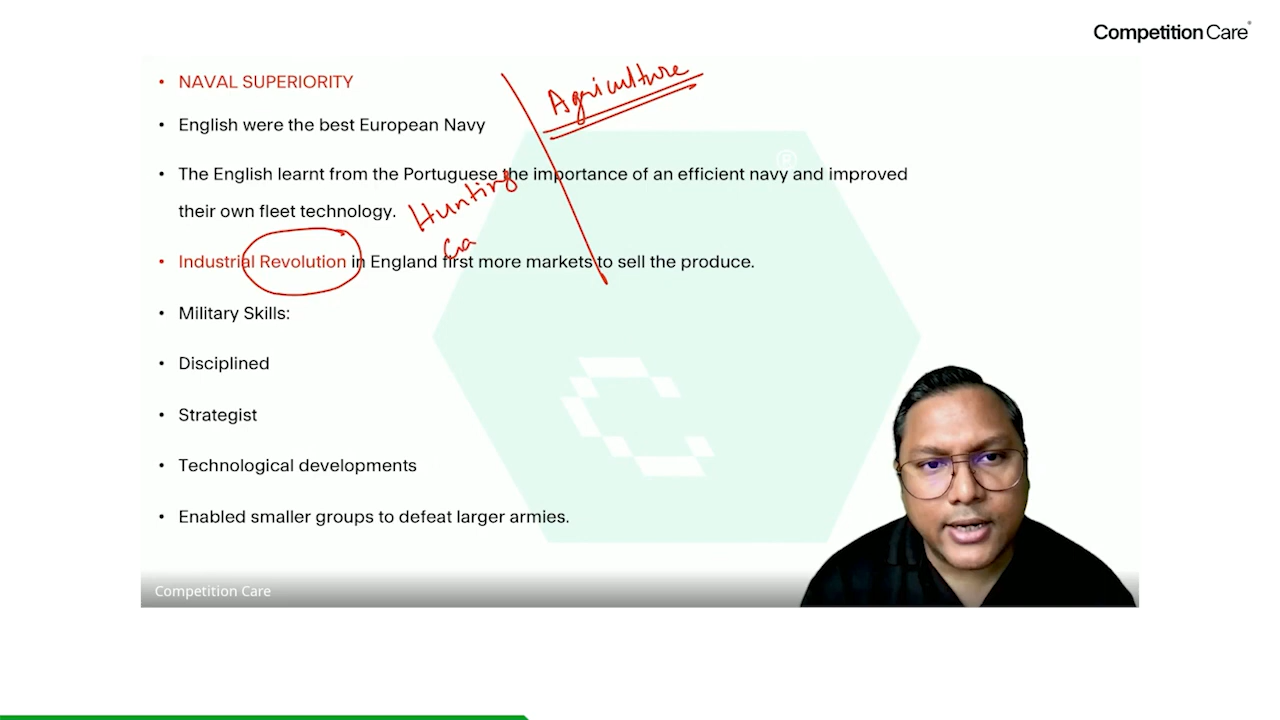 Competition Care
• NAVAL SUPERIORITY
Agriculture
• English were the best European Navy
• The English learnt from the Portuguese the importance of an efficient navy and improved
their own fleet technology.
Hunting
Ga
• Industrial Revolution in England first more markets to sell the produce.
• Military Skills:
• Disciplined
• Strategist
• Technological developments
• Enabled smaller groups to defeat larger armies.
Competition Care